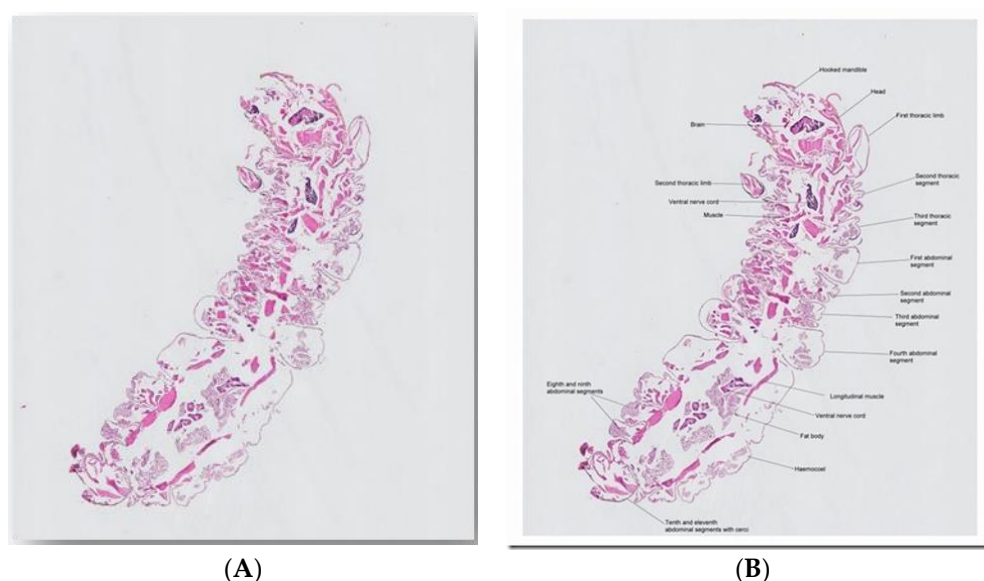 Hooked mandible
Head
First thoracic limb
Brain
Second thoracic
segment
Second thoracic limb
Ventral nerve cord
Muscle
Third thoracic
segment
First abdominal
segment
Second abdominal
segment
Third abdominal
segment
Fourth abdominal
segment
Eighth and ninth
abdominal segments
Longitudinal muscle
Ventral nerve cord
Fat body
Haemocoel
Tenth and eleventh
abdominal segments with cerci
(A)
(B)